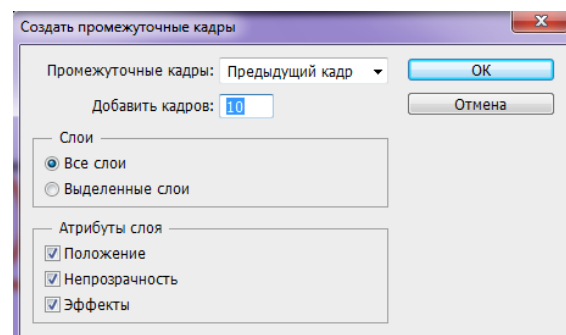 Создать промежуточные кадры
Промежуточные кадры: Предыдущий кадр
OK
Добавить кадров: 10
Отмена
Слои
Все слои
Выделенные слои
Атрибуты слоя
Положение
Непрозрачность
Эффекты